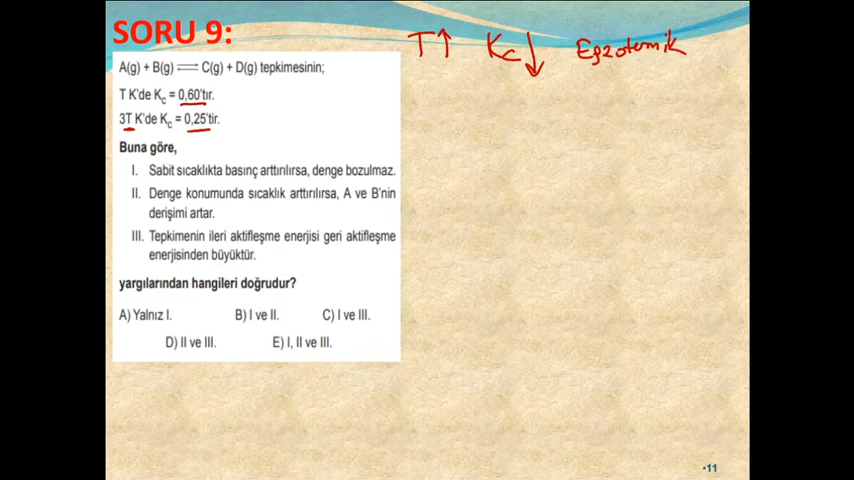 SORU 9:
T↑ Kc↓ Egzotermik
A(g) + B(g) ⇌ C(g) + D(g) tepkimesinin;
T K'de Kc = 0,60'tır.
3T K'de Kc = 0,25'tir.
Buna göre,
I. Sabit sıcaklıkta basınç arttırılırsa, denge bozulmaz.
II. Denge konumunda sıcaklık arttırılırsa, A ve B'nin
derişimi artar.
III. Tepkimenin ileri aktifleşme enerjisi geri aktifleşme
enerjisinden büyüktür.
yargılarından hangileri doğrudur?
A) Yalnız I. B) I ve II. C) I ve III.
D) II ve III. E) I, II ve III.
•11